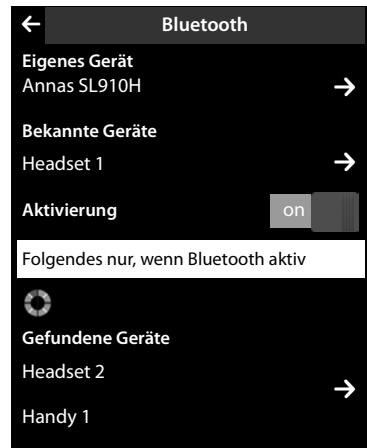 Bluetooth
Eigenes Gerät
Annas SL910H
Bekannte Geräte
Headset 1
Aktivierung on
Folgendes nur, wenn Bluetooth aktiv
Gefundene Geräte
Headset 2
Handy 1